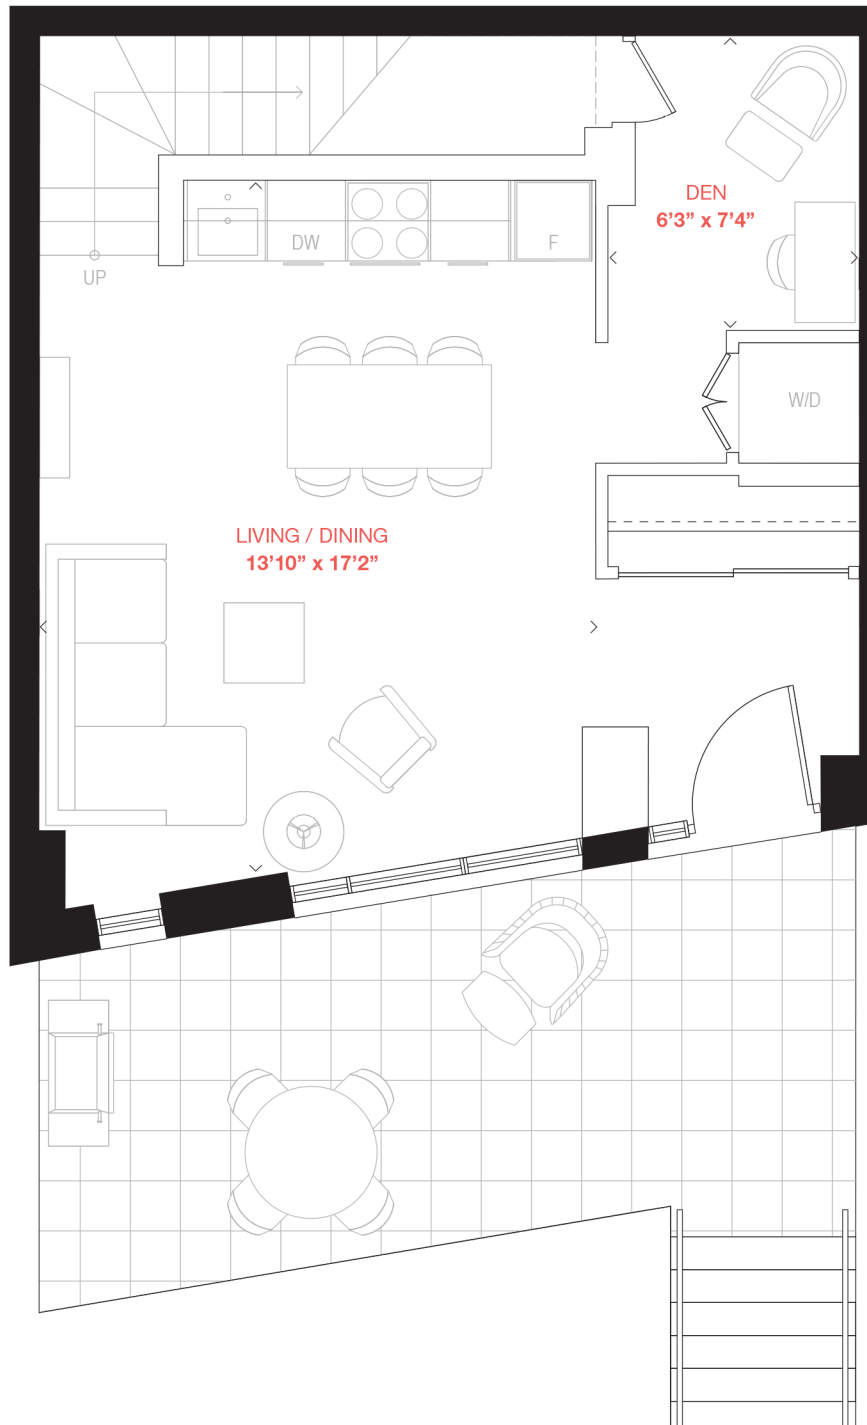 DEN
6’3” x 7’4”
DW
F
UP
W/D
LIVING / DINING
13’10” x 17’2”